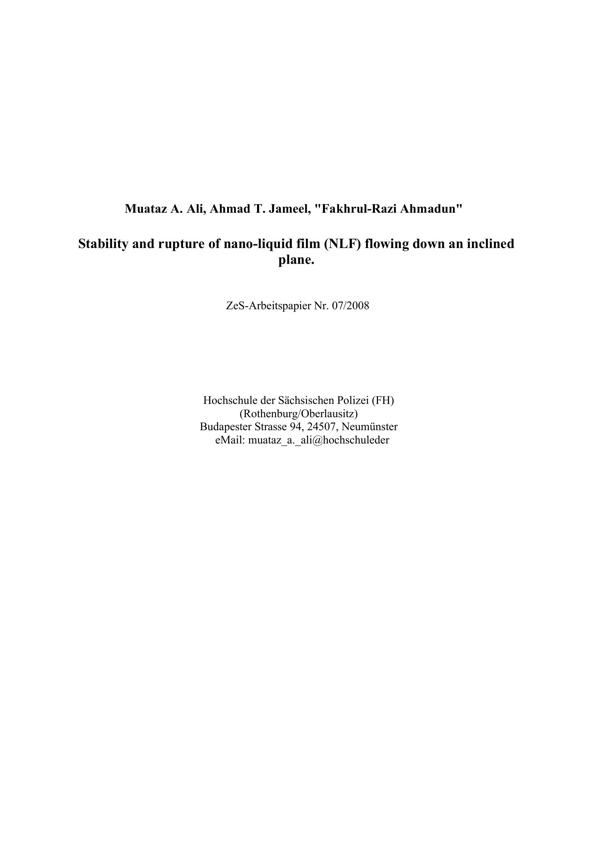 Muataz A. Ali, Ahmad T. Jameel, "Fakhrul-Razi Ahmadun"
Stability and rupture of nano-liquid film (NLF) flowing down an inclined
plane.
ZeS-Arbeitspapier Nr. 07/2008
Hochschule der Sächsischen Polizei (FH)
(Rothenburg/Oberlausitz)
Budapester Strasse 94, 24507, Neumünster
eMail: muataz_a._ali@hochschuleder